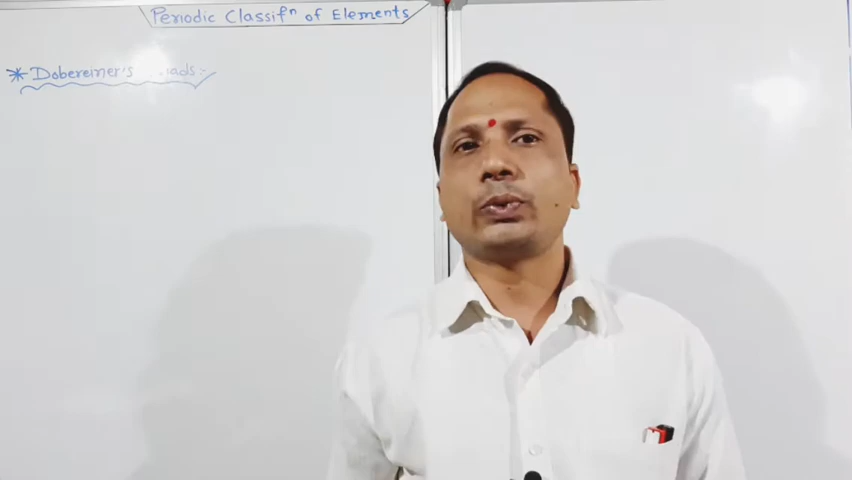 Periodic Classifⁿ of Elements
* Dobereiner's :-